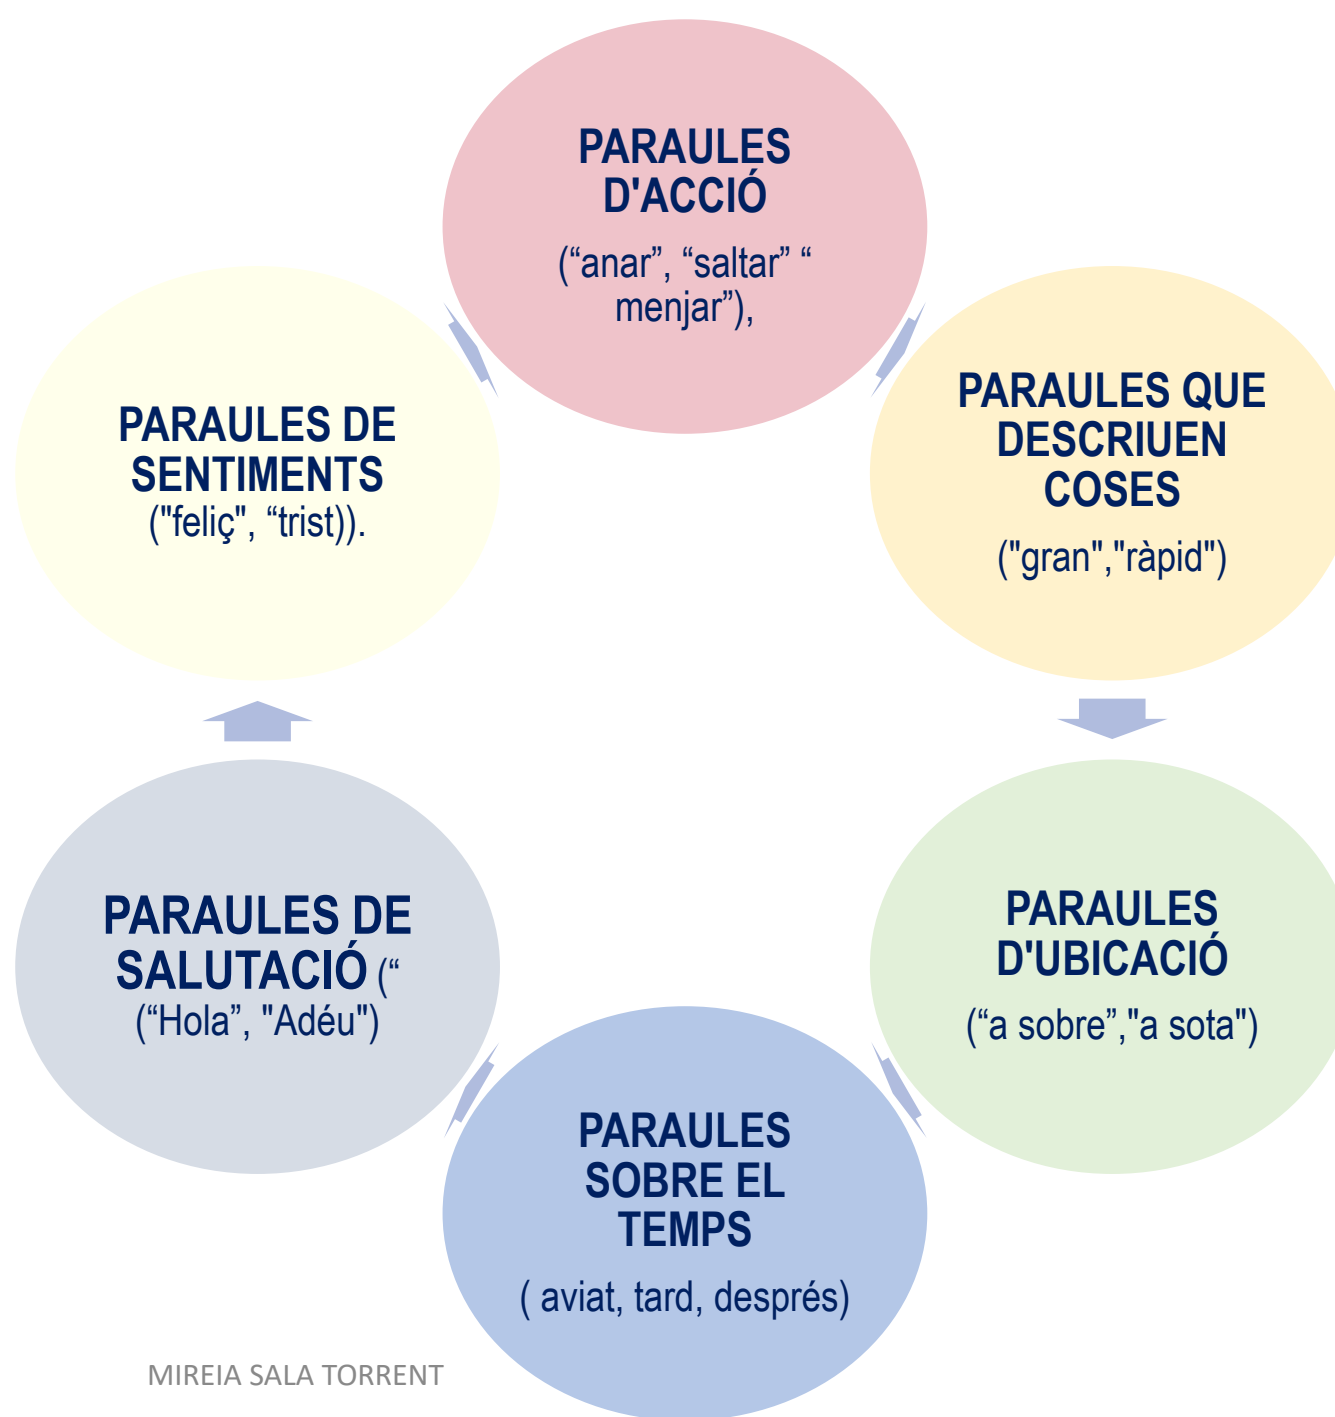 PARAULES
D'ACCIÓ
(“anar”, “saltar” “
menjar”),
PARAULES QUE
DESCRIUEN
COSES
("gran","ràpid")
PARAULES
D'UBICACIÓ
(“a sobre”,"a sota")
PARAULES
SOBRE EL
TEMPS
( aviat, tard, després)
PARAULES DE
SALUTACIÓ (“
(“Hola”, "Adéu")
PARAULES DE
SENTIMENTS
("feliç", “trist)).
MIREIA SALA TORRENT